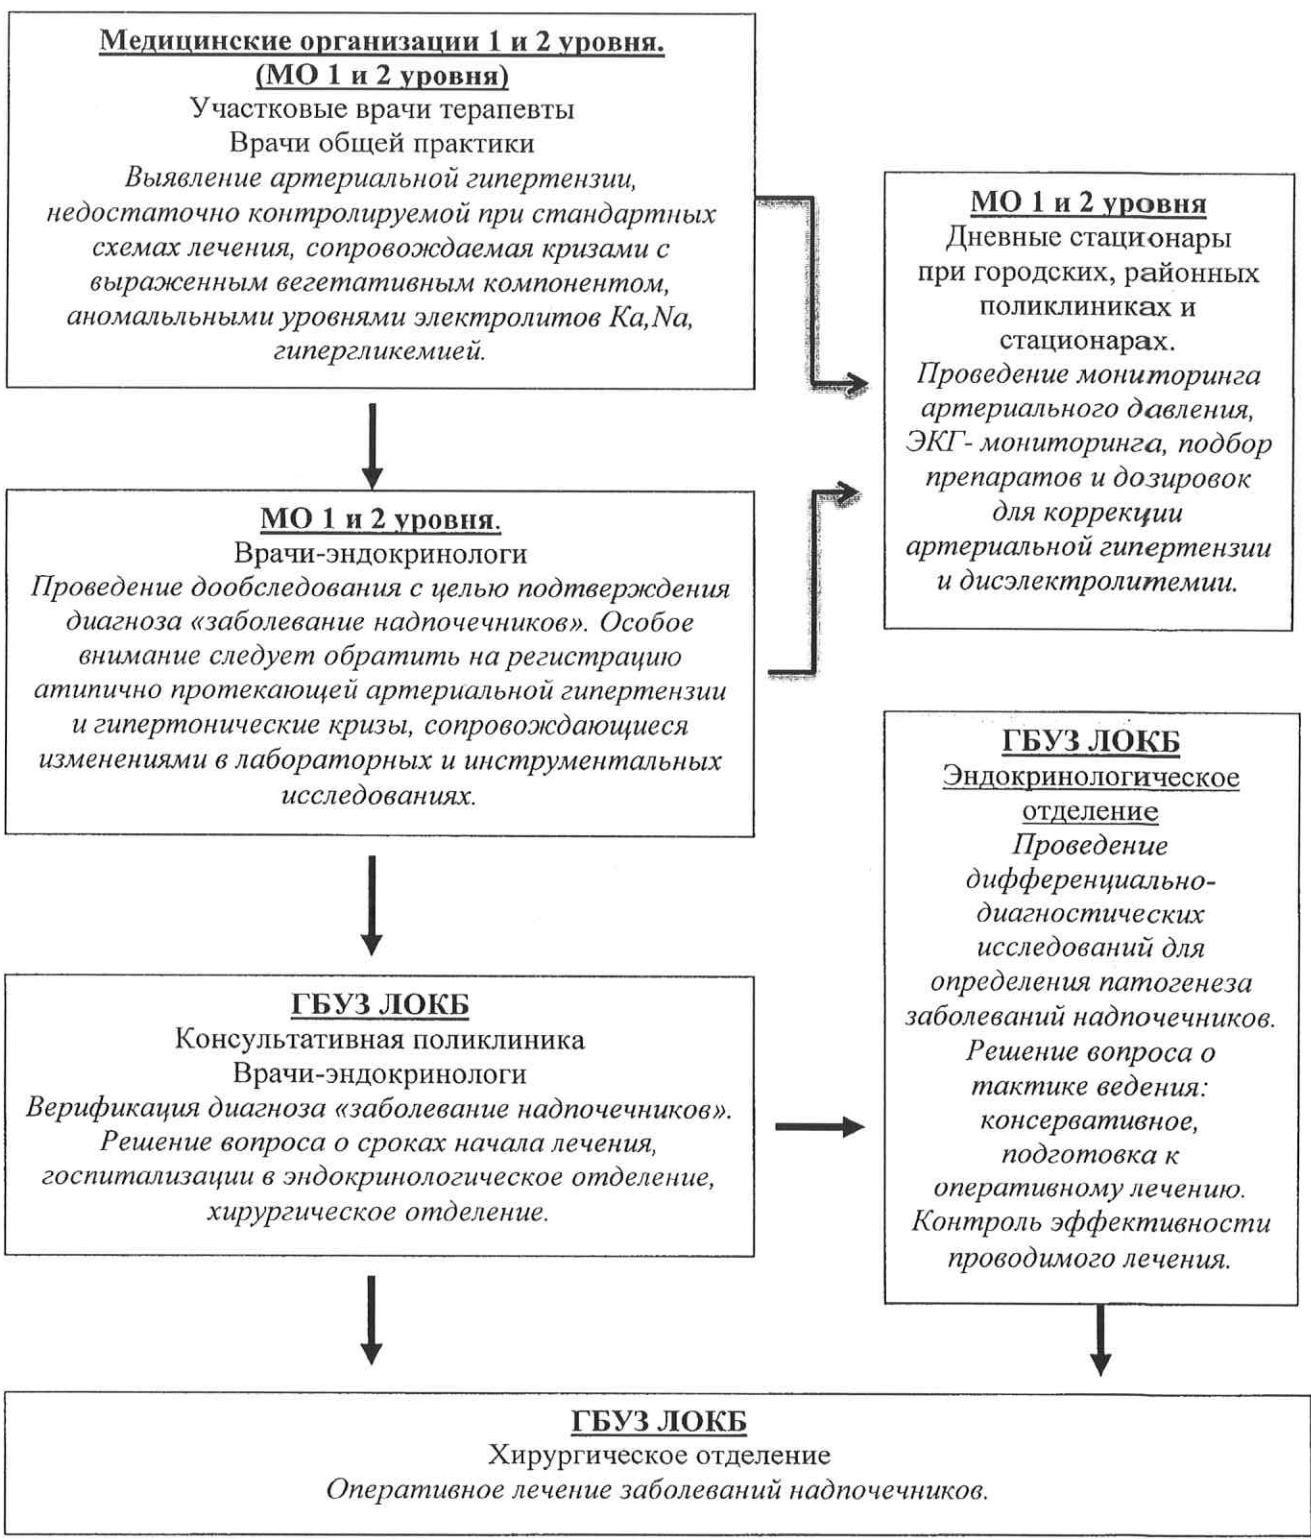 Медицинские организации 1 и 2 уровня.
(МО 1 и 2 уровня)
Участковые врачи терапевты
Врачи общей практики
Выявление артериальной гипертензии,
недостаточно контролируемой при стандартных
схемах лечения, сопровождаемая кризами с
выраженным вегетативным компонентом,
аномальльными уровнями электролитов Ka,Na,
гипергликемией.
МО 1 и 2 уровня
Дневные стационары
при городских, районных
поликлиниках и
стационарах.
Проведение мониторинга
артериального давления,
ЭКГ- мониторинга, подбор
препаратов и дозировок
для коррекции
артериальной гипертензии
и дисэлектролитемии.
МО 1 и 2 уровня.
Врачи-эндокринологи
Проведение дообследования с целью подтверждения
диагноза «заболевание надпочечников». Особое
внимание следует обратить на регистрацию
атипично протекающей артериальной гипертензии
и гипертонические кризы, сопровождающиеся
изменениями в лабораторных и инструментальных
исследованиях.
ГБУЗ ЛОКБ
Консультативная поликлиника
Врачи-эндокринологи
Верификация диагноза «заболевание надпочечников».
Решение вопроса о сроках начала лечения,
госпитализации в эндокринологическое отделение,
хирургическое отделение.
ГБУЗ ЛОКБ
Эндокринологическое
отделение
Проведение
дифференциально-
диагностических
исследований для
определения патогенеза
заболеваний надпочечников.
Решение вопроса о
тактике ведения:
консервативное,
подготовка к
оперативному лечению.
Контроль эффективности
проводимого лечения.
ГБУЗ ЛОКБ
Хирургическое отделение
Оперативное лечение заболеваний надпочечников.